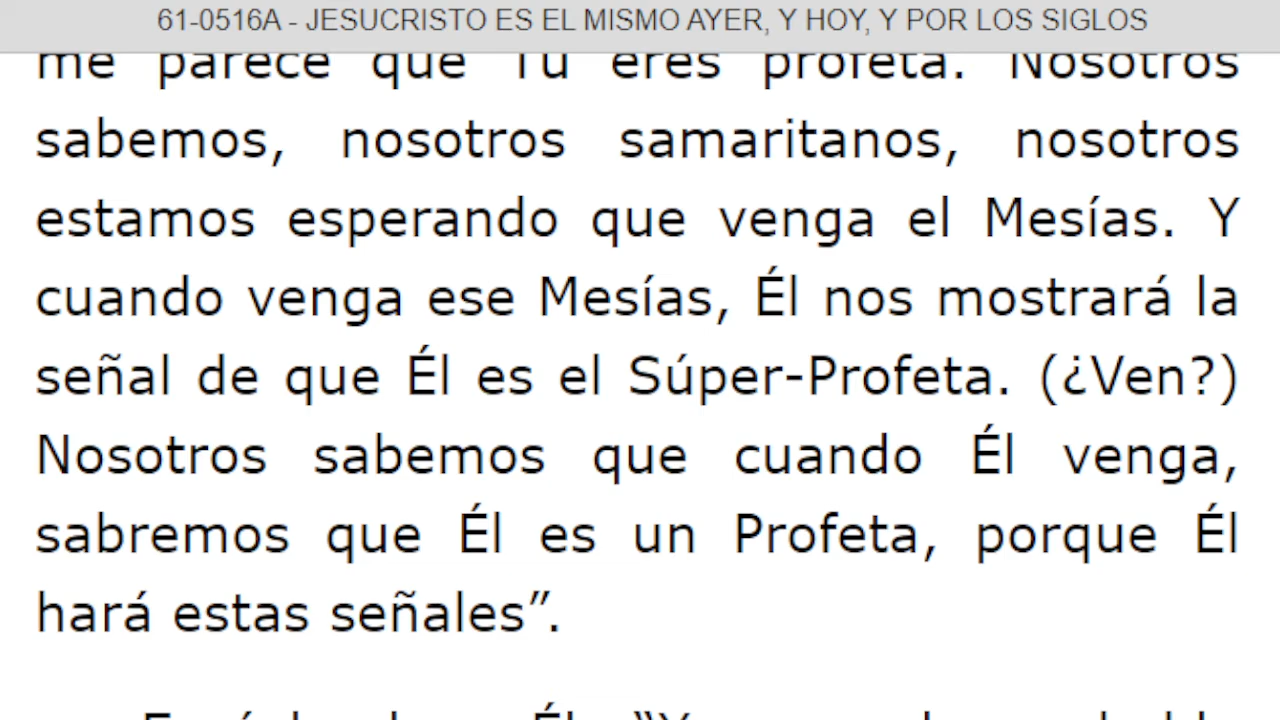 61-0516A - JESUCRISTO ES EL MISMO AYER, Y HOY, Y POR LOS SIGLOS
me parece que Tú eres profeta. Nosotros
sabemos, nosotros samaritanos, nosotros
estamos esperando que venga el Mesías. Y
cuando venga ese Mesías, Él nos mostrará la
señal de que Él es el Súper-Profeta. (¿Ven?)
Nosotros sabemos que cuando Él venga,
sabremos que Él es un Profeta, porque Él
hará estas señales”.